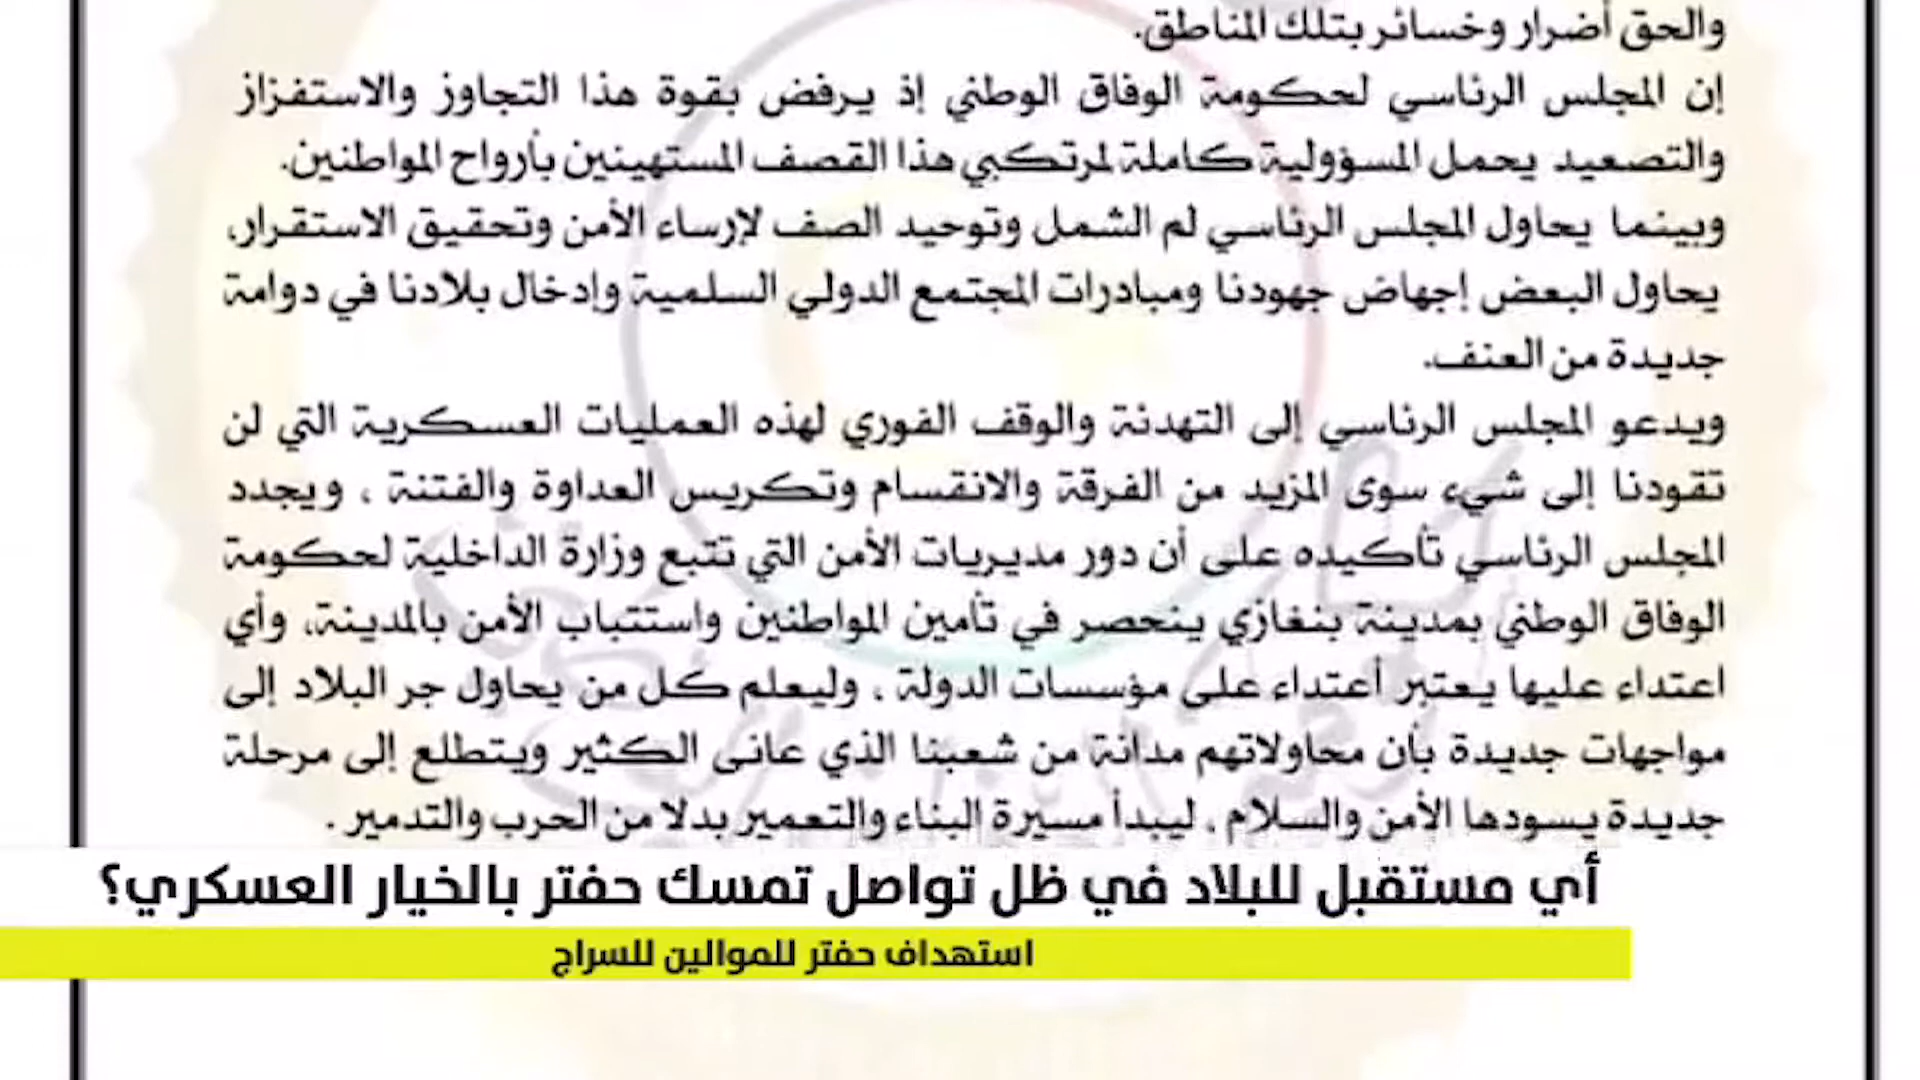 والحق أضرار وخسائر بتلك المناطق.
إن المجلس الرئاسي لحكومة الوفاق الوطني إذ يرفض بقوة هذا التجاوز والاستفزاز
والتصعيد يحمل المسؤولية كاملة لمرتكبي هذا القصف المستهينين بأرواح المواطنين.
وبينما يحاول المجلس الرئاسي لم الشمل وتوحيد الصف لإرساء الأمن وتحقيق الاستقرار،
يحاول البعض إجهاض جهودنا ومبادرات المجتمع الدولي السلمية وإدخال بلادنا في دوامة
جديدة من العنف.
ويدعو المجلس الرئاسي إلى التهدئة والوقف الفوري لهذه العمليات العسكرية التي لن
تقودنا إلى شيء سوى المزيد من الفرقة والانقسام وتكريس العداوة والفتنة ، ويجدد
المجلس الرئاسي تأكيده على أن دور مديريات الأمن التي تتبع وزارة الداخلية لحكومة
الوفاق الوطني بمدينة بنغازي ينحصر في تأمين المواطنين واستتباب الأمن بالمدينة، وأي
اعتداء عليها يعتبر أعتداء على مؤسسات الدولة ، وليعلم كل من يحاول جر البلاد إلى
مواجهات جديدة بأن محاولاتهم مدانة من شعبنا الذي عانى الكثير ويتطلع إلى مرحلة
جديدة يسودها الأمن والسلام ، ليبدأ مسيرة البناء والتعمير بدلا من الحرب والتدمير .
أي مستقبل للبلاد في ظل تواصل تمسك حفتر بالخيار العسكري؟
استهداف حفتر للموالين للسراج